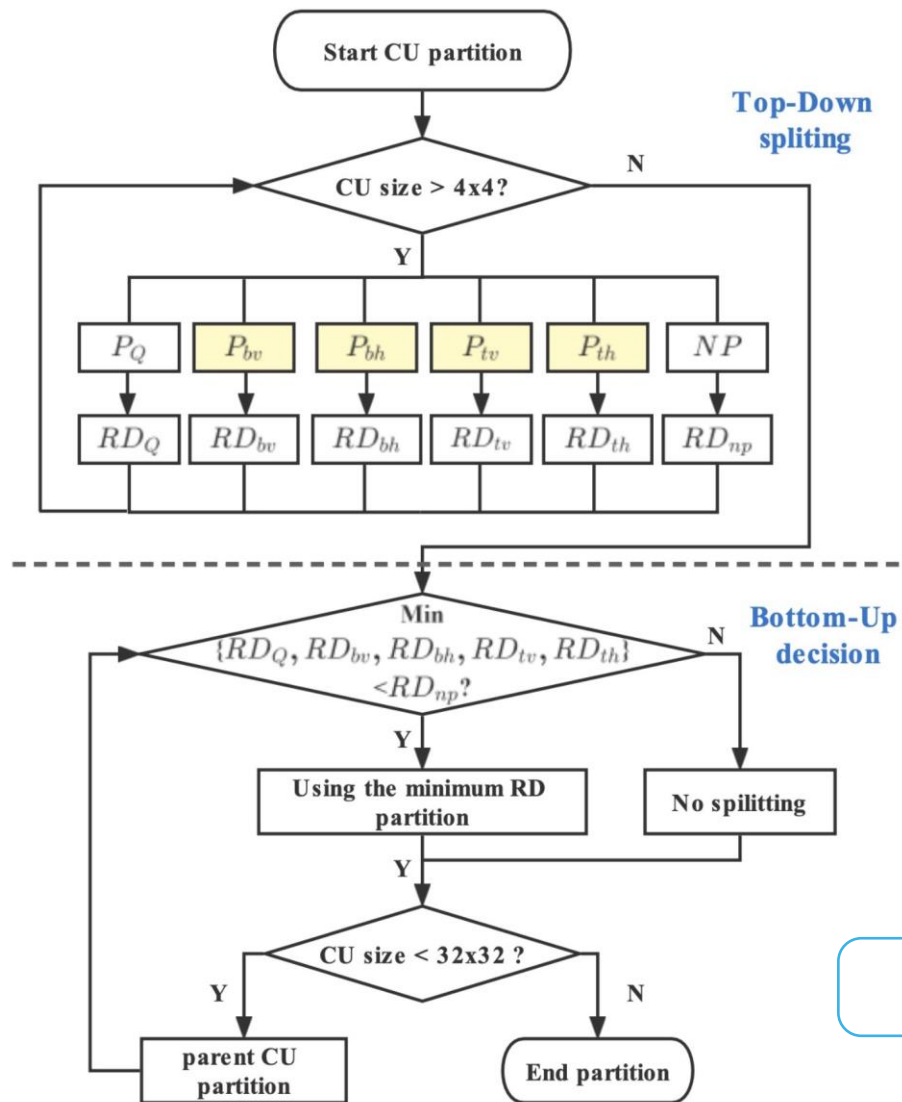 Start CU partition
Top-Down
spliting
CU size > 4x4?
N
Y
P_Q
P_bv
P_bh
P_tv
P_th
NP
RD_Q
RD_bv
RD_bh
RD_tv
RD_th
RD_np
Min
{RD_Q, RD_bv, RD_bh, RD_tv, RD_th}
<RD_np?
N
Bottom-Up
decision
Y
Using the minimum RD
partition
No spilitting
Y
CU size < 32x32 ?
Y
N
parent CU
partition
End partition